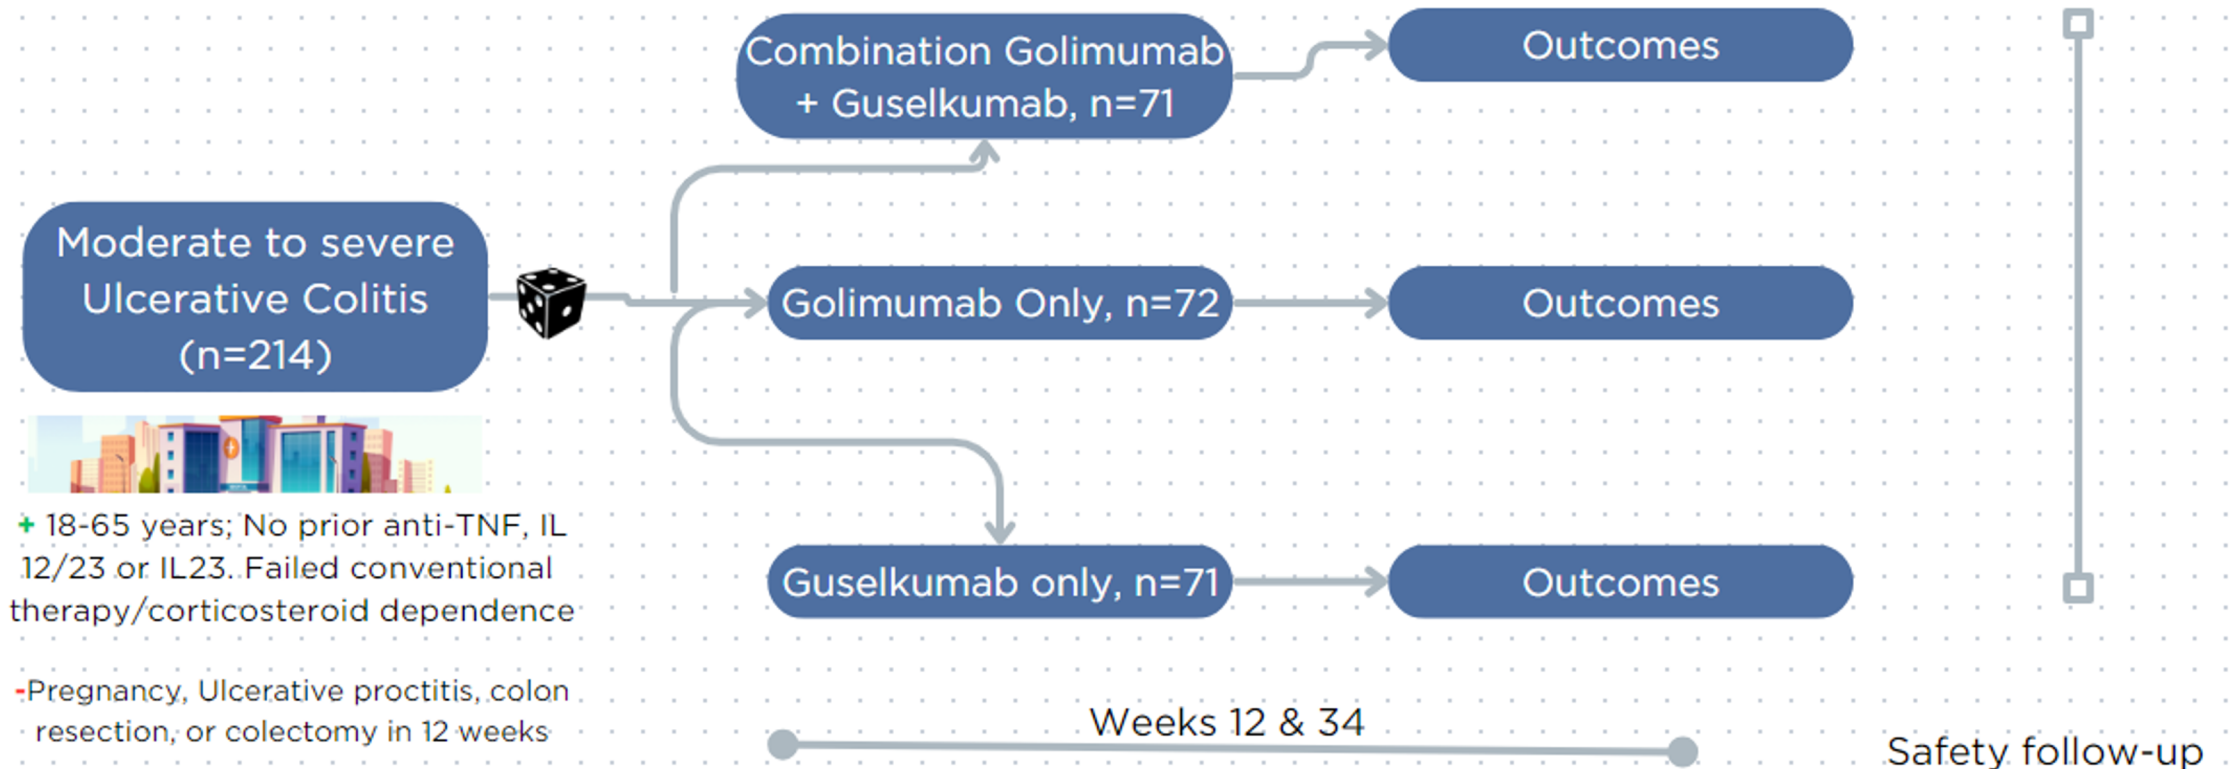 Combination Golimumab
+ Guselkumab, n=71
Outcomes
Moderate to severe
Ulcerative Colitis
(n=214)
Golimumab Only, n=72
Outcomes
+ 18-65 years; No prior anti-TNF, IL
12/23 or IL23. Failed conventional
therapy/corticosteroid dependence
Guselkumab only, n=71
Outcomes
-Pregnancy, Ulcerative proctitis, colon
resection, or colectomy in 12 weeks
Weeks 12 & 34
Safety follow-up